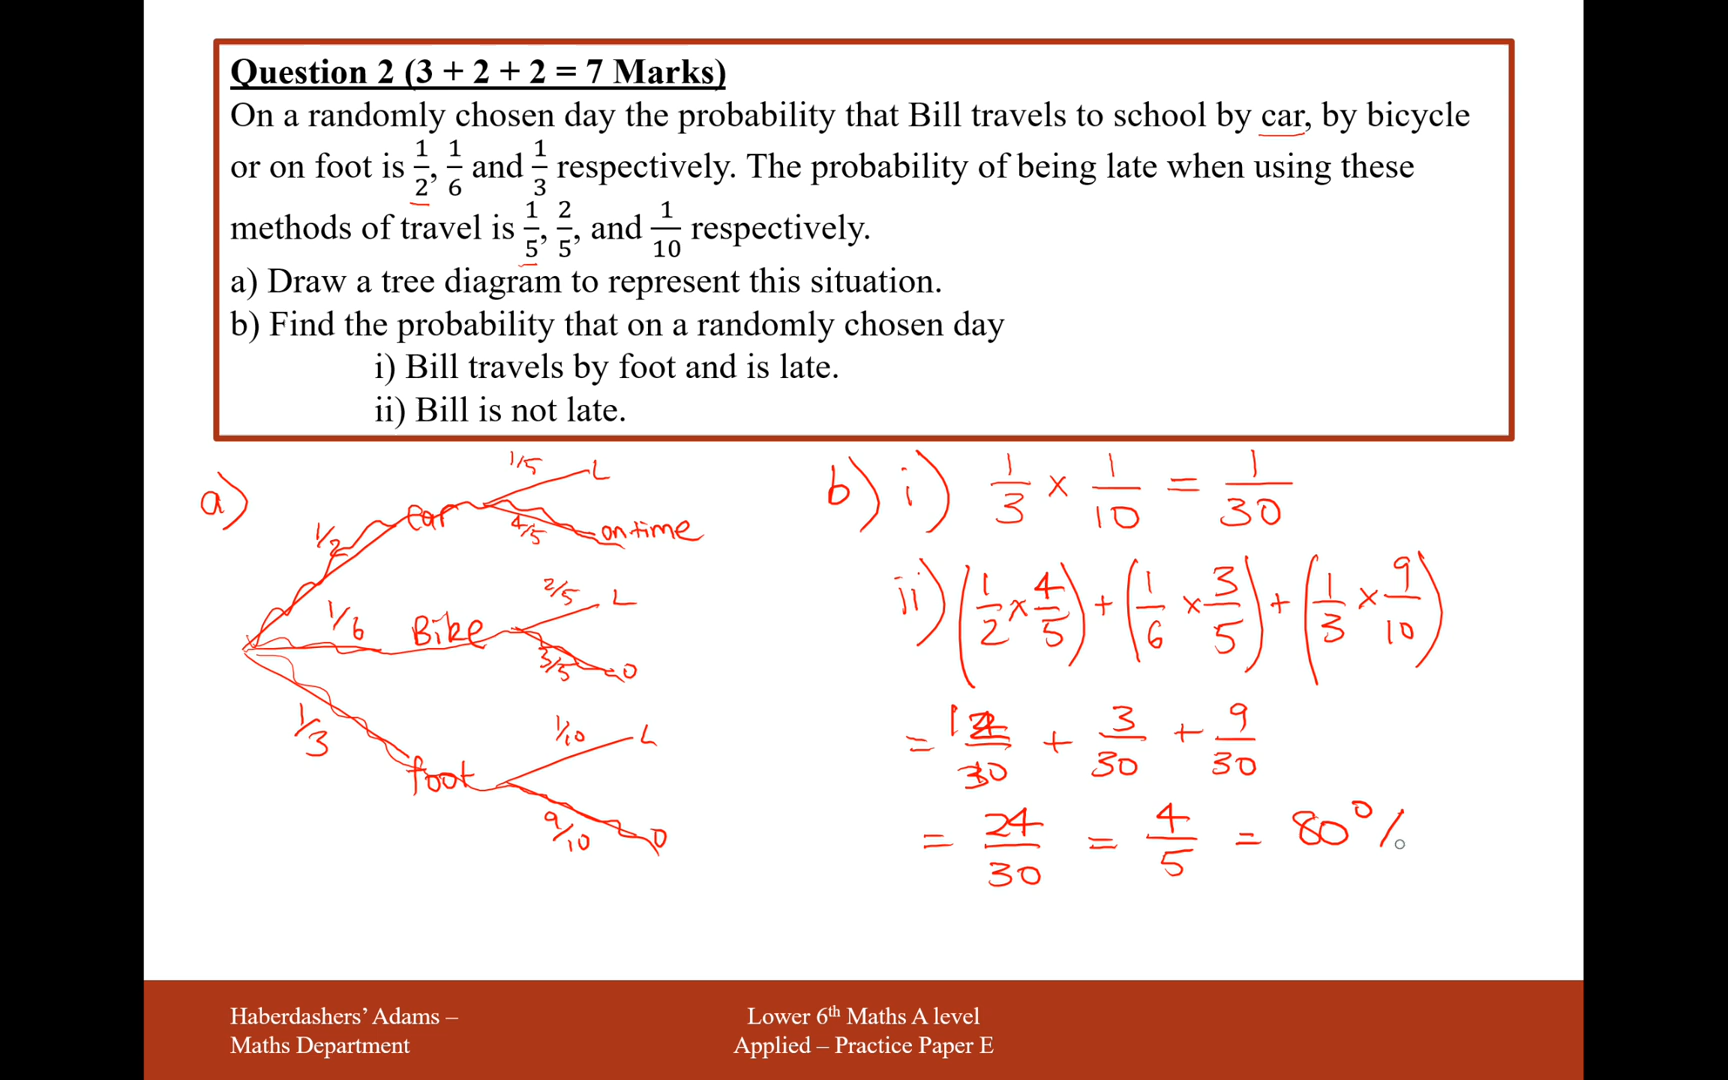 Question 2 (3 + 2 + 2 = 7 Marks)
On a randomly chosen day the probability that Bill travels to school by car, by bicycle
or on foot is 1/2, 1/6 and 1/3 respectively. The probability of being late when using these
methods of travel is 1/5, 2/5, and 1/10 respectively.
a) Draw a tree diagram to represent this situation.
b) Find the probability that on a randomly chosen day
i) Bill travels by foot and is late.
ii) Bill is not late.
a)
1/2 Car 1/5 L
4/5 on time
1/6 Bike 2/5 L
3/5 O
1/3 foot 1/10 L
9/10 O
b) i) 1/3 × 1/10 = 1/30
ii) (1/2 × 4/5) + (1/6 × 3/5) + (1/3 × 9/10)
= 12/30 + 3/30 + 9/30
= 24/30 = 4/5 = 80%
Haberdashers' Adams –
Maths Department
Lower 6th Maths A level
Applied – Practice Paper E